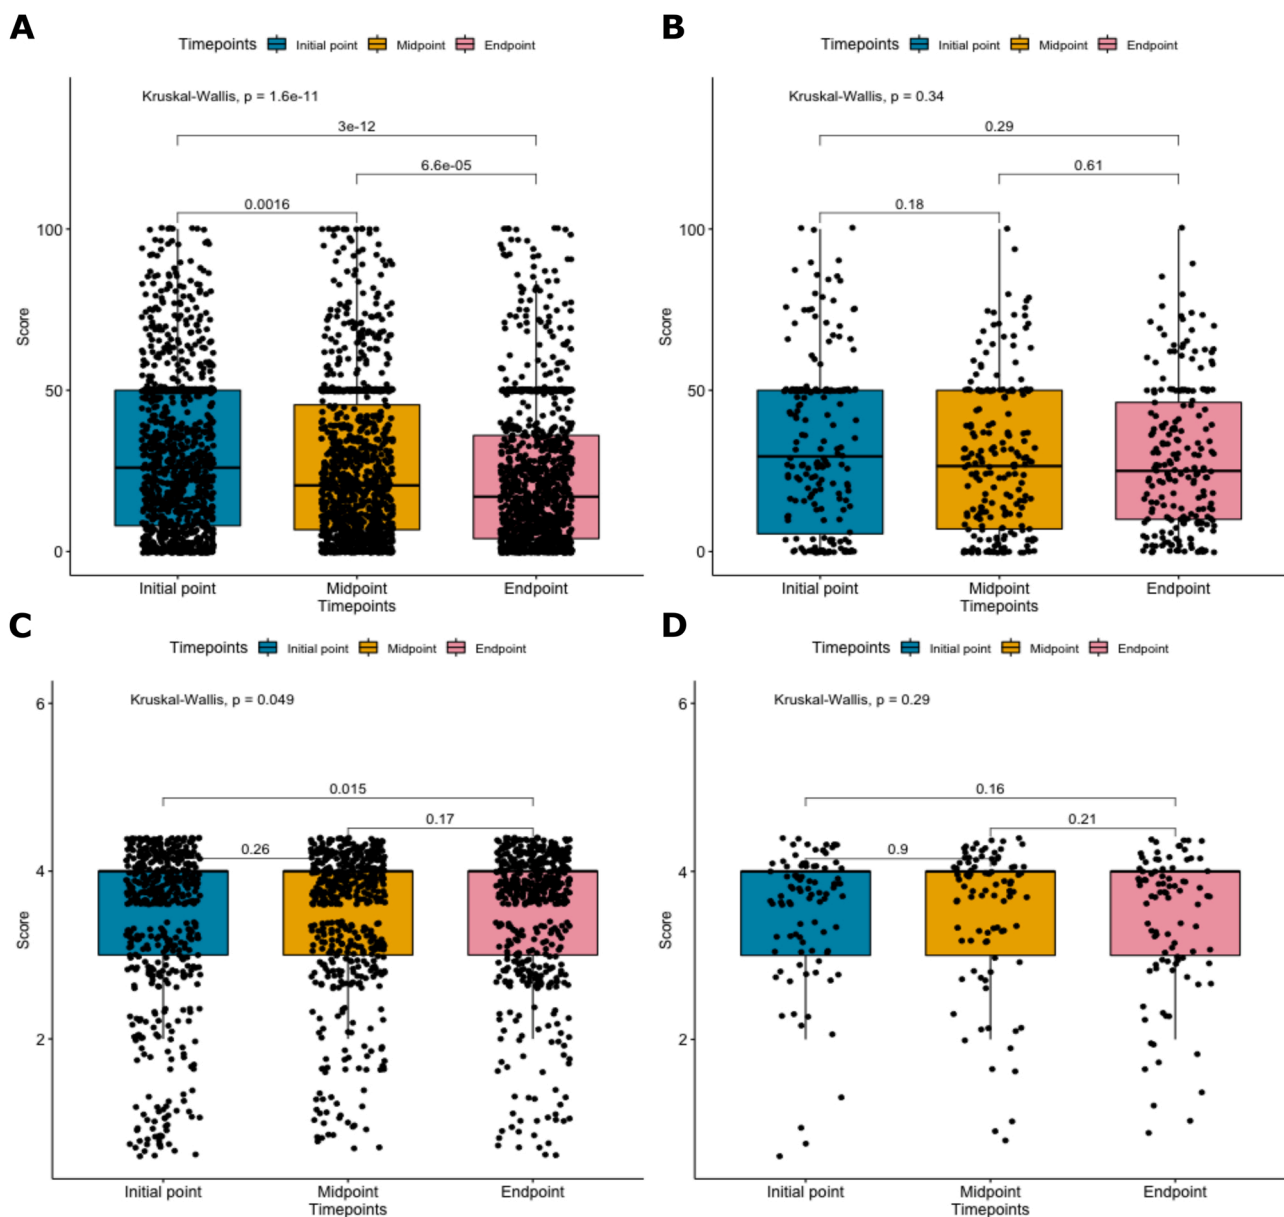 A
Timepoints Initial point Midpoint Endpoint
Kruskal-Wallis, p = 1.6e-11
3e-12
6.6e-05
0.0016
100
50
0
Score
Initial point Midpoint Endpoint
Timepoints
B
Timepoints Initial point Midpoint Endpoint
Kruskal-Wallis, p = 0.34
0.29
0.61
0.18
100
50
0
Score
Initial point Midpoint Endpoint
Timepoints
C
Timepoints Initial point Midpoint Endpoint
Kruskal-Wallis, p = 0.049
0.015
0.17
0.26
6
4
2
Score
Initial point Midpoint Endpoint
Timepoints
D
Timepoints Initial point Midpoint Endpoint
Kruskal-Wallis, p = 0.29
0.16
0.21
0.9
6
4
2
Score
Initial point Midpoint Endpoint
Timepoints